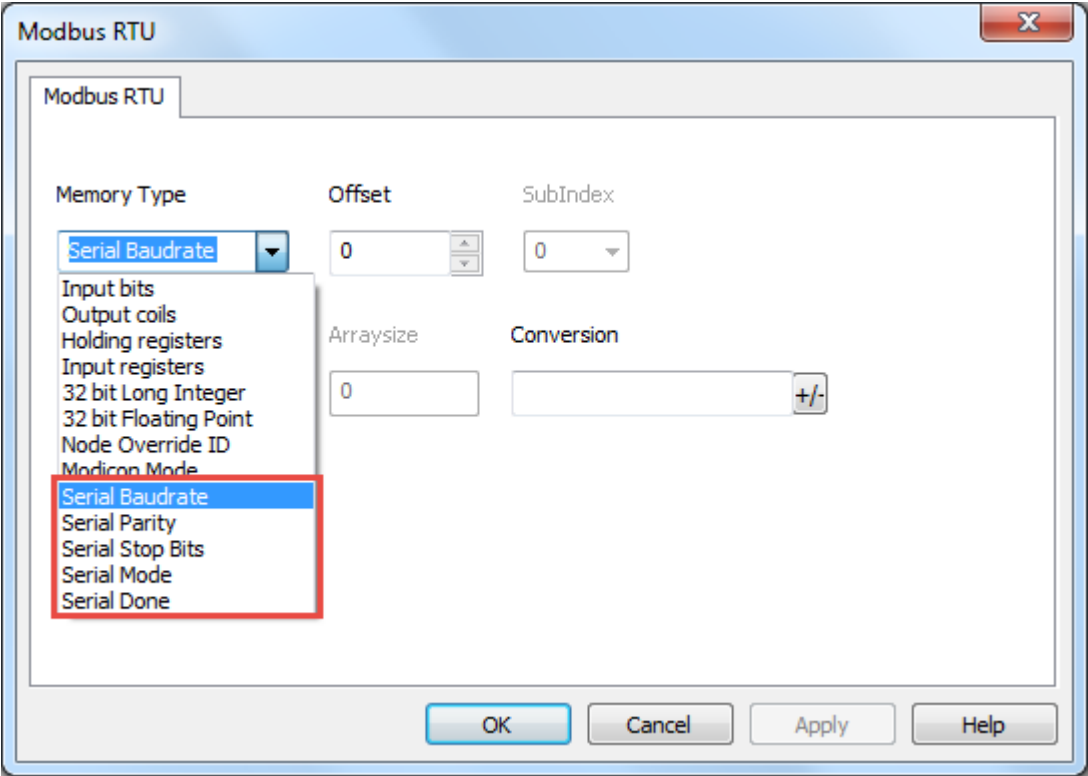 Modbus RTU
Modbus RTU
Memory Type Offset SubIndex
Serial Baudrate 0 0
Input bits
Output coils
Holding registers
Input registers
32 bit Long Integer
32 bit Floating Point
Node Override ID
Modicon Mode
Serial Baudrate
Serial Parity
Serial Stop Bits
Serial Mode
Serial Done
Arraysize Conversion
0 +/-
OK Cancel Apply Help